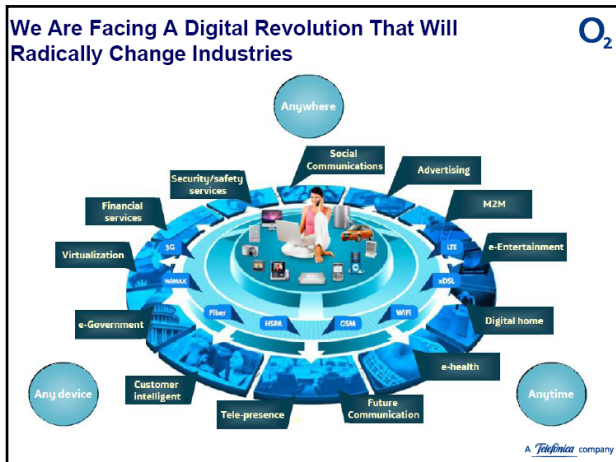 We Are Facing A Digital Revolution That Will
Radically Change Industries
O2
Anywhere
Social
Communications
Security/safety
services
Advertising
Financial
services
M2M
3G
LTE
Virtualization
e-Entertainment
WiMAX
xDSL
e-Government
Fiber
HSPA
GSM
WiFi
Digital home
Customer
intelligent
e-health
Any device
Anytime
Tele-presence
Future
Communication
A Telefónica company